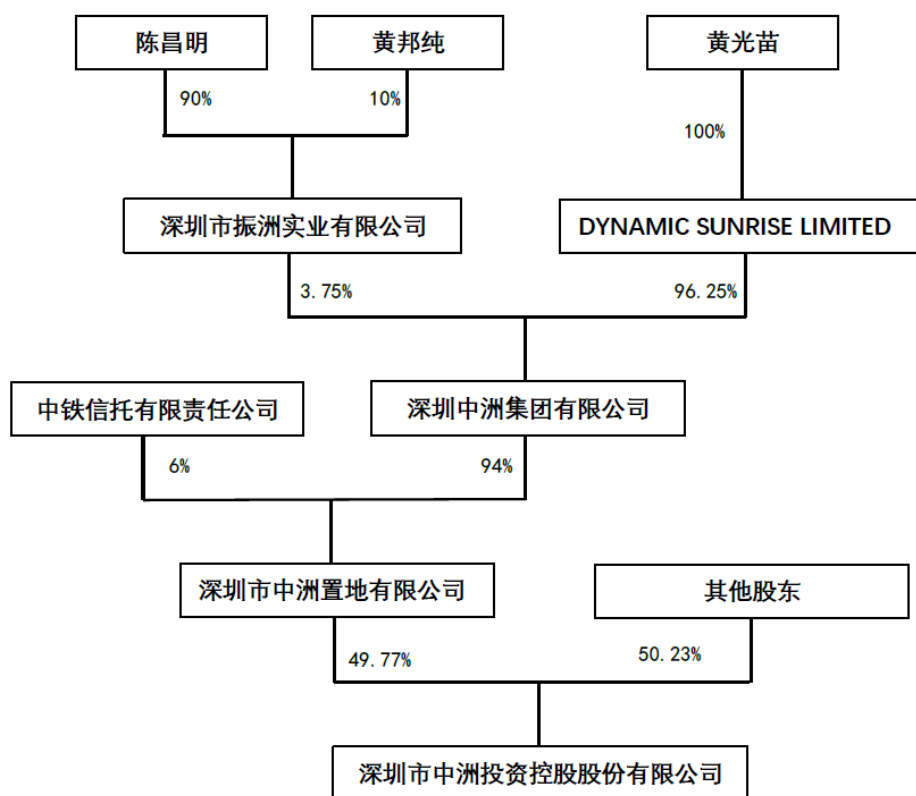 陈昌明
黄邦纯
黄光苗
90%
10%
100%
深圳市振洲实业有限公司
DYNAMIC SUNRISE LIMITED
3.75%
96.25%
中铁信托有限责任公司
深圳中洲集团有限公司
6%
94%
深圳市中洲置地有限公司
其他股东
49.77%
50.23%
深圳市中洲投资控股股份有限公司